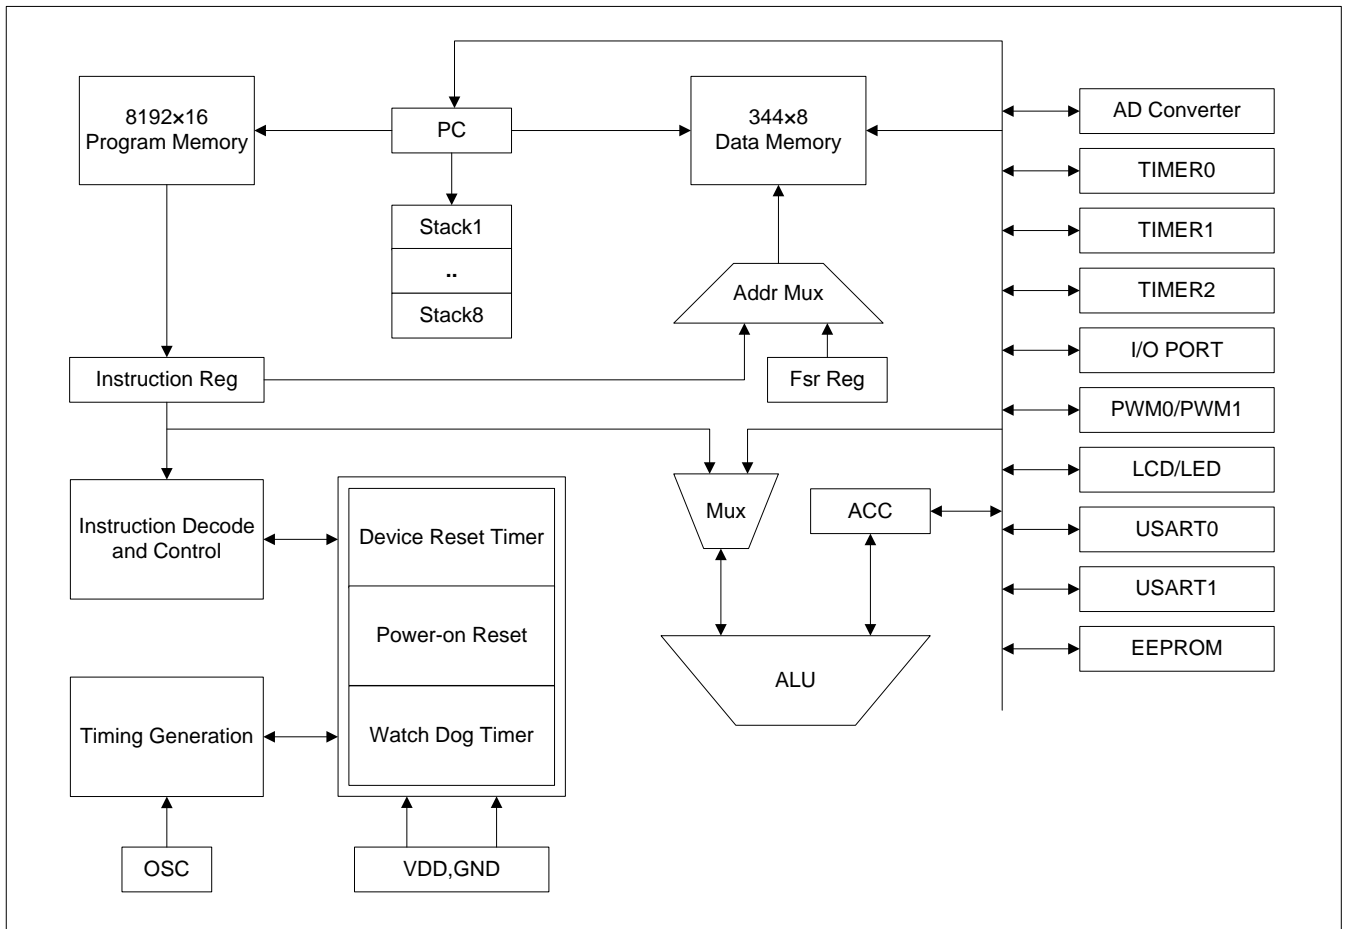 8192×16
Program Memory
PC
344×8
Data Memory
AD Converter
TIMER0
TIMER1
TIMER2
I/O PORT
PWM0/PWM1
LCD/LED
USART0
USART1
EEPROM
Stack1
..
Stack8
Addr Mux
Instruction Reg
Fsr Reg
Mux
ACC
ALU
Instruction Decode
and Control
Device Reset Timer
Power-on Reset
Watch Dog Timer
Timing Generation
OSC
VDD,GND